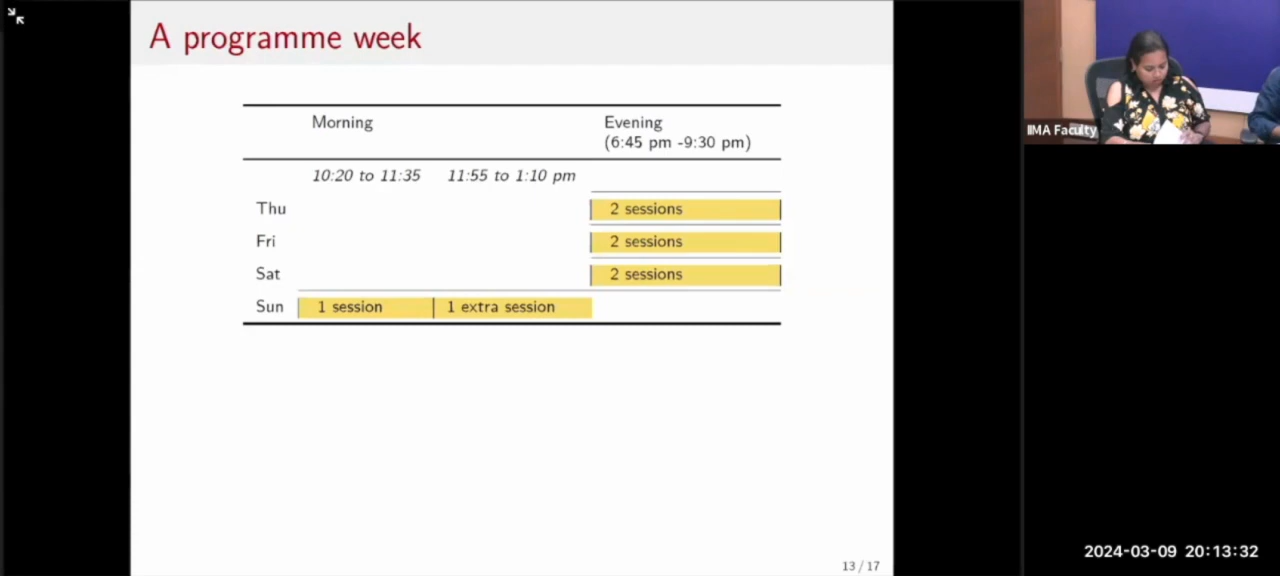 A programme week
Morning Evening
(6:45 pm -9:30 pm)
10:20 to 11:35 11:55 to 1:10 pm
Thu 2 sessions
Fri 2 sessions
Sat 2 sessions
Sun 1 session 1 extra session
13 / 17
IIMA Faculty
2024-03-09 20:13:32